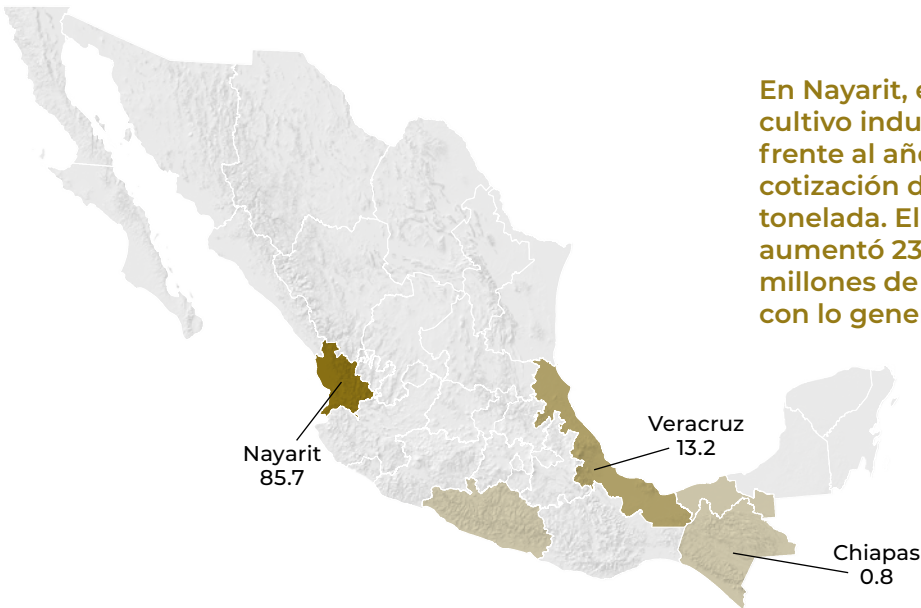 En Nayarit, e
cultivo indu
frente al añ
cotización d
tonelada. El
aumentó 23
millones de
con lo gene
Veracruz
13.2
Nayarit
85.7
Chiapas
0.8